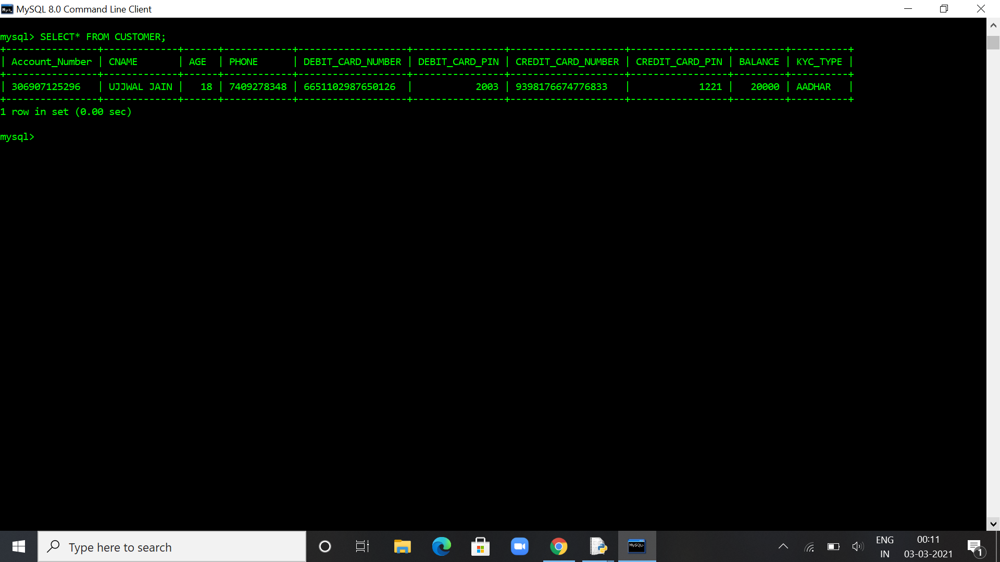 MySQL 8.0 Command Line Client
mysql> SELECT* FROM CUSTOMER;
+----------------+-------------+------+------------+-------------------+----------------+--------------------+-----------------+---------+----------+
| Account_Number | CNAME       | AGE  | PHONE      | DEBIT_CARD_NUMBER | DEBIT_CARD_PIN | CREDIT_CARD_NUMBER | CREDIT_CARD_PIN | BALANCE | KYC_TYPE |
+----------------+-------------+------+------------+-------------------+----------------+--------------------+-----------------+---------+----------+
| 306907125296   | UJJWAL JAIN |   18 | 7409278348 | 6651102987650126  |           2003 | 9398176674776833   |            1221 |   20000 | AADHAR   |
+----------------+-------------+------+------------+-------------------+----------------+--------------------+-----------------+---------+----------+
1 row in set (0.00 sec)
mysql>
Type here to search
MySQL>
ENG
IN
00:11
03-03-2021
1